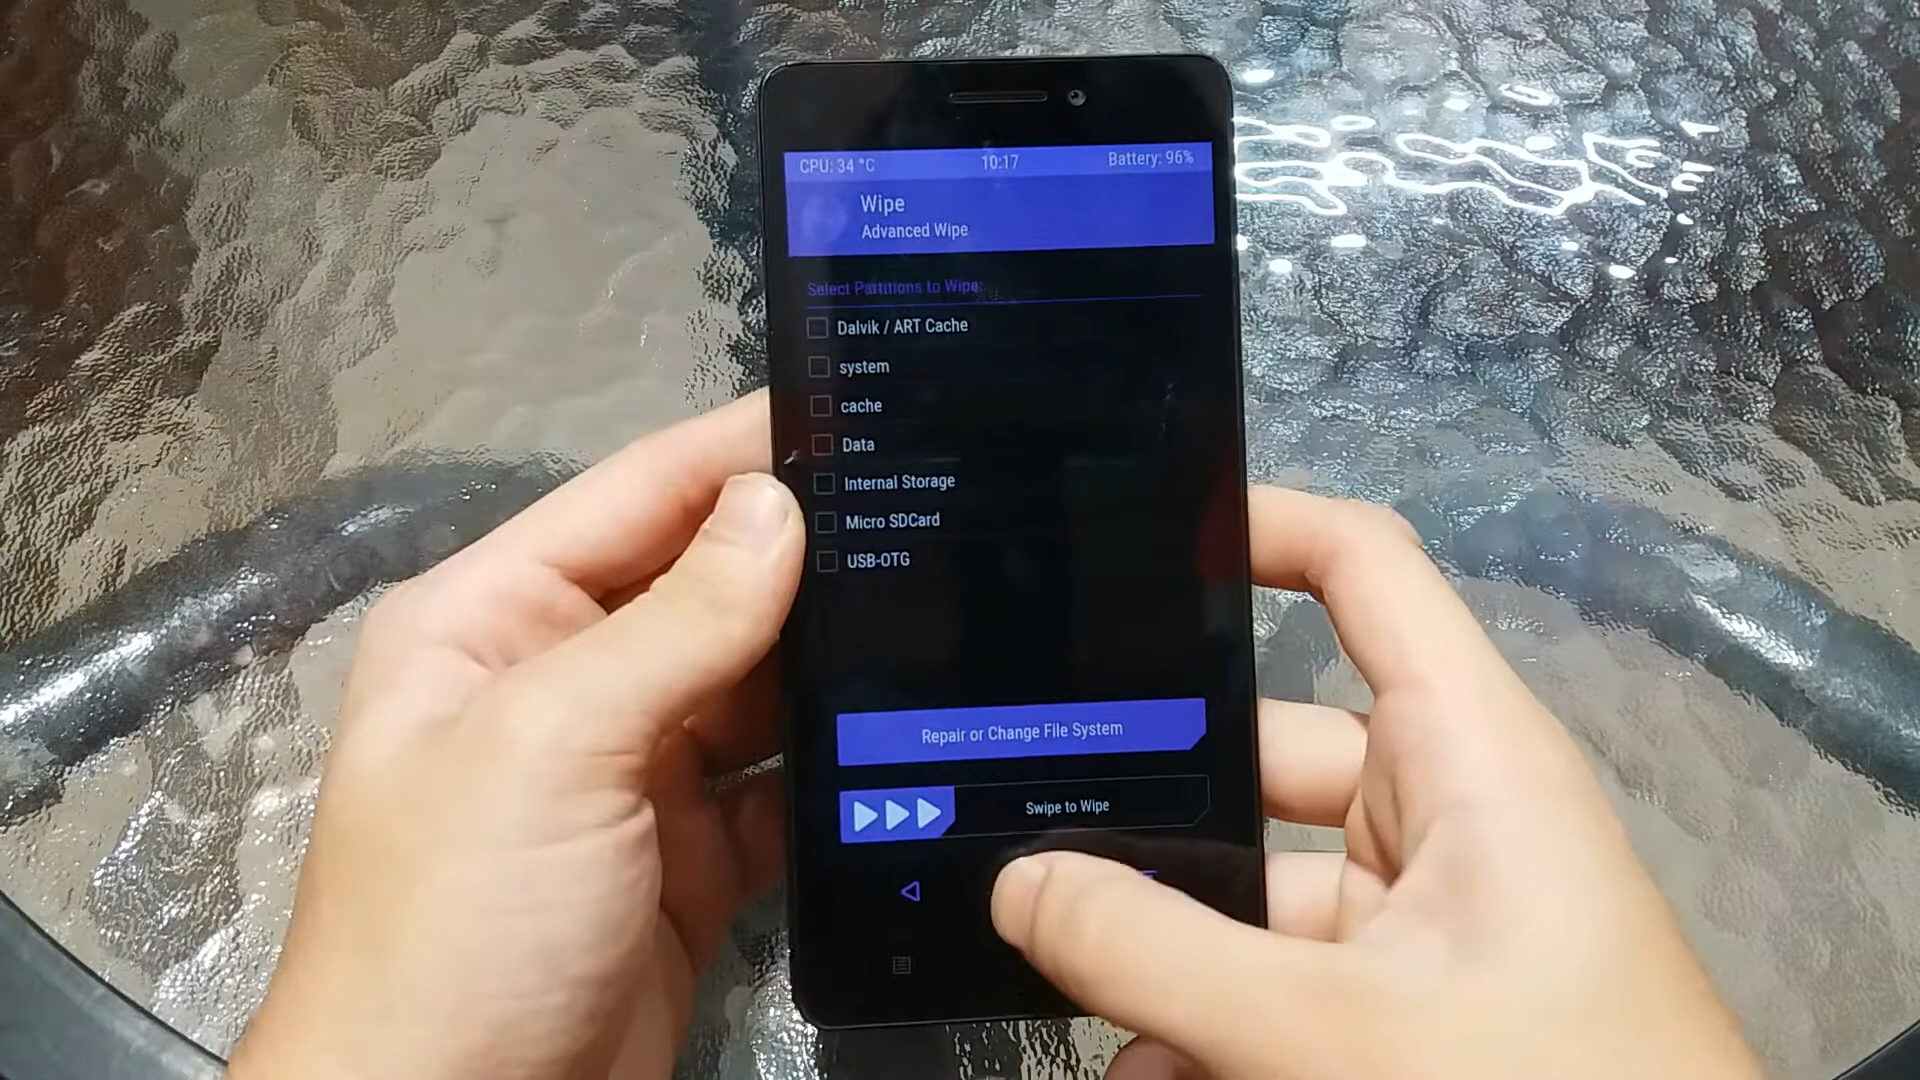 CPU: 34 °C 10:17 Battery: 96%
Wipe
Advanced Wipe
Select Partitions to Wipe:
Dalvik / ART Cache
system
cache
Data
Internal Storage
Micro SDCard
USB-OTG
Repair or Change File System
Swipe to Wipe